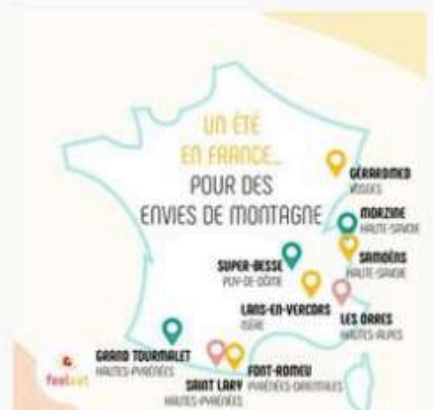 UN ÉTÉ
EN FRANCE...
POUR DES
ENVIES DE MONTAGNE
GÉRARDMED
VOSGES
MORZINE
HAUTE-SAVOIE
SAMOËNS
HAUTE-SAVOIE
SUPER-BESSE
PUY-DE-DÔME
LANS-EN-VERCORS
ISÈRE
LES ORRES
HAUTES-ALPES
GRAND TOURMALET
HAUTES-PYRÉNÉES
FONT-ROMEU
PYRÉNÉES-ORIENTALES
SAINT LARY
HAUTES-PYRÉNÉES